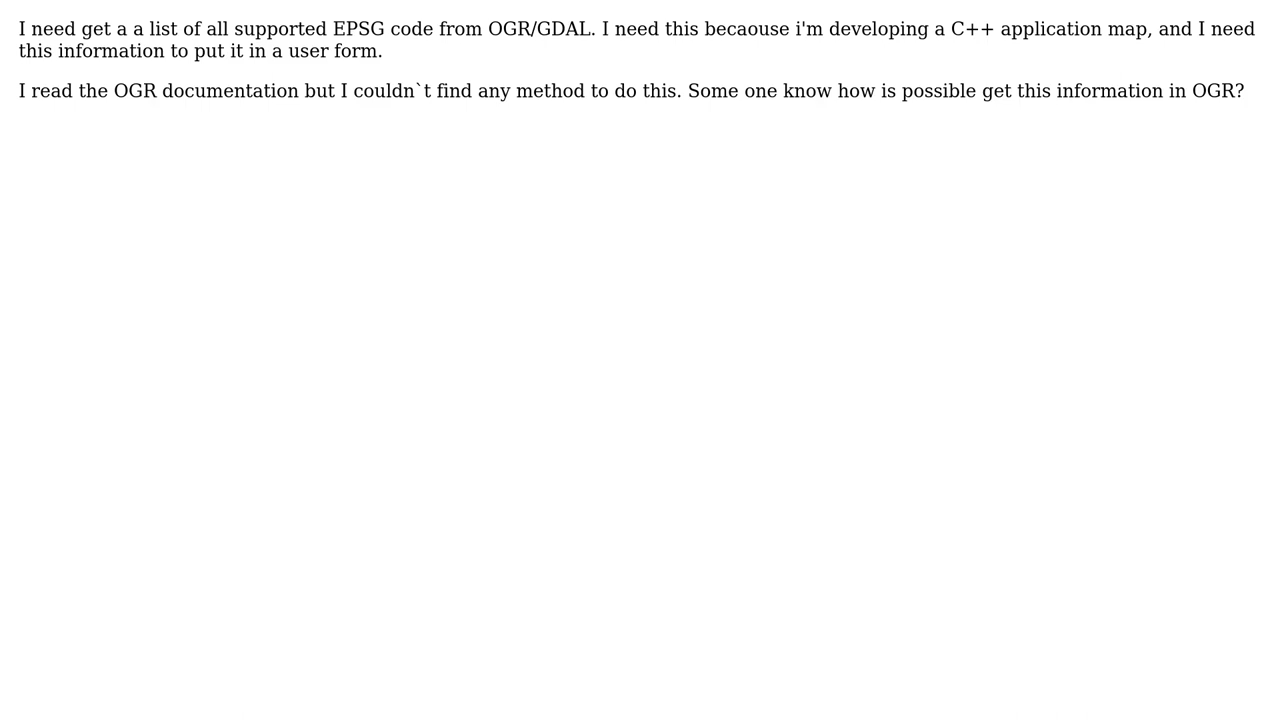 I need get a a list of all supported EPSG code from OGR/GDAL. I need this becaouse i'm developing a C++ application map, and I need
this information to put it in a user form.
I read the OGR documentation but I couldn`t find any method to do this. Some one know how is possible get this information in OGR?